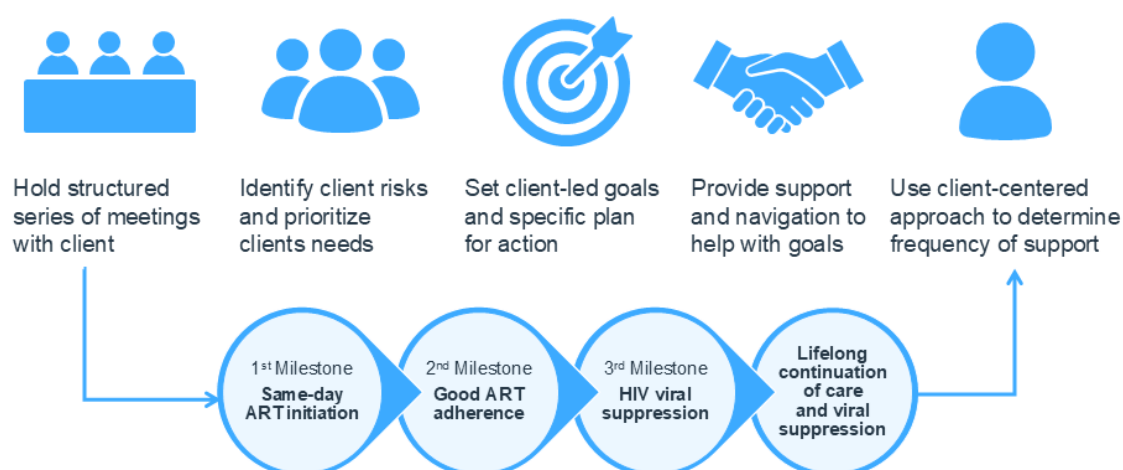 Hold structured
series of meetings
with client
Identify client risks
and prioritize
clients needs
Set client-led goals
and specific plan
for action
Provide support
and navigation to
help with goals
Use client-centered
approach to determine
frequency of support
1st Milestone
Same-day
ART initiation
2nd Milestone
Good ART
adherence
3rd Milestone
HIV viral
suppression
Lifelong
continuation
of care
and viral
suppression